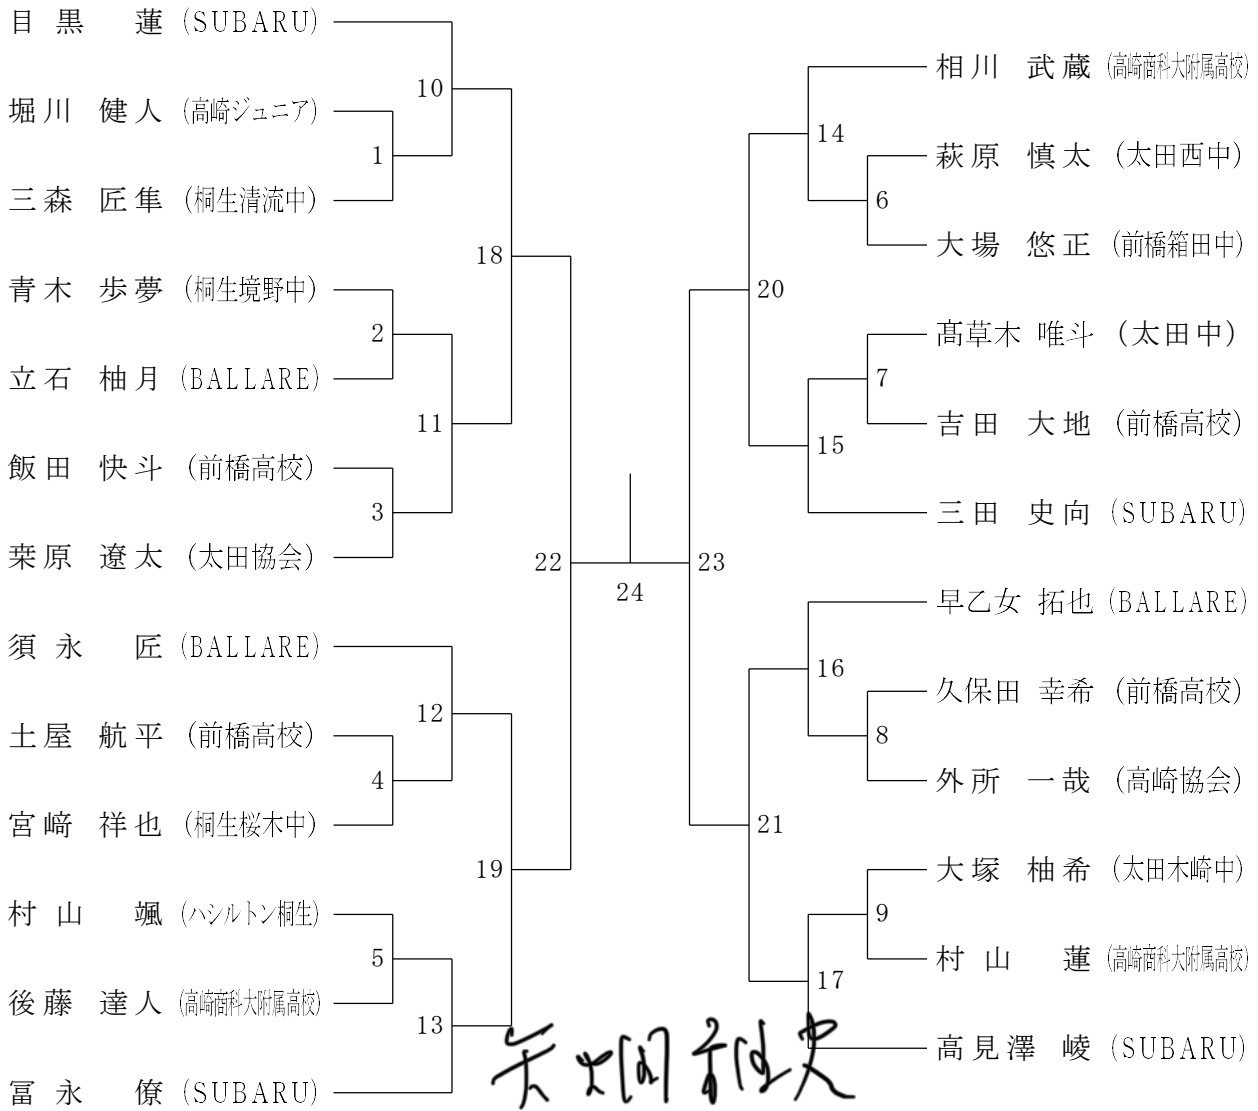 目黒 蓮 (SUBARU)
堀川 健人 (高崎ジュニア)
三森 匠隼 (桐生清流中)
青木 歩夢 (桐生境野中)
立石 柚月 (BALLARE)
飯田 快斗 (前橋高校)
栞原 遼太 (太田協会)
須永 匠 (BALLARE)
土屋 航平 (前橋高校)
宮﨑 祥也 (桐生桜木中)
村山 颯 (ハシルトン桐生)
後藤 達人 (高崎商科大附属高校)
冨永 僚 (SUBARU)
1
2
3
4
5
10
11
12
13
18
19
22
24
23
20
21
14
15
16
17
6
7
8
9
相川 武蔵 (高崎商科大附属高校)
萩原 慎太 (太田西中)
大場 悠正 (前橋箱田中)
髙草木 唯斗 (太田中)
吉田 大地 (前橋高校)
三田 史向 (SUBARU)
早乙女 拓也 (BALLARE)
久保田 幸希 (前橋高校)
外所 一哉 (高崎協会)
大塚 柚希 (太田木崎中)
村山 蓮 (高崎商科大附属高校)
高見澤 崚 (SUBARU)